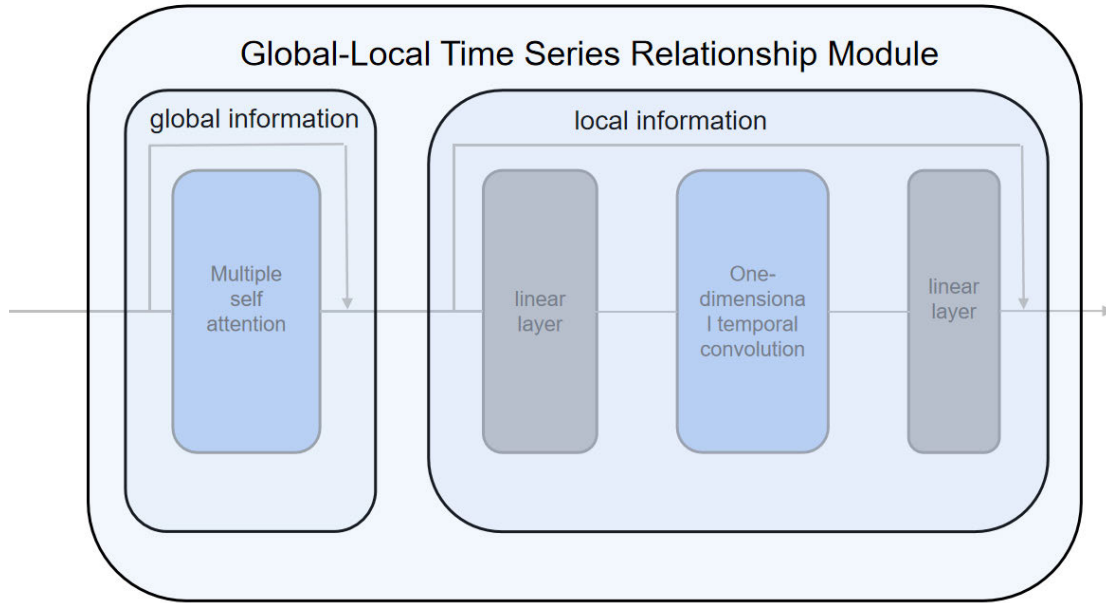 Global-Local Time Series Relationship Module
global information
local information
Multiple
self
attention
linear
layer
One-
dimensiona
l temporal
convolution
linear
layer